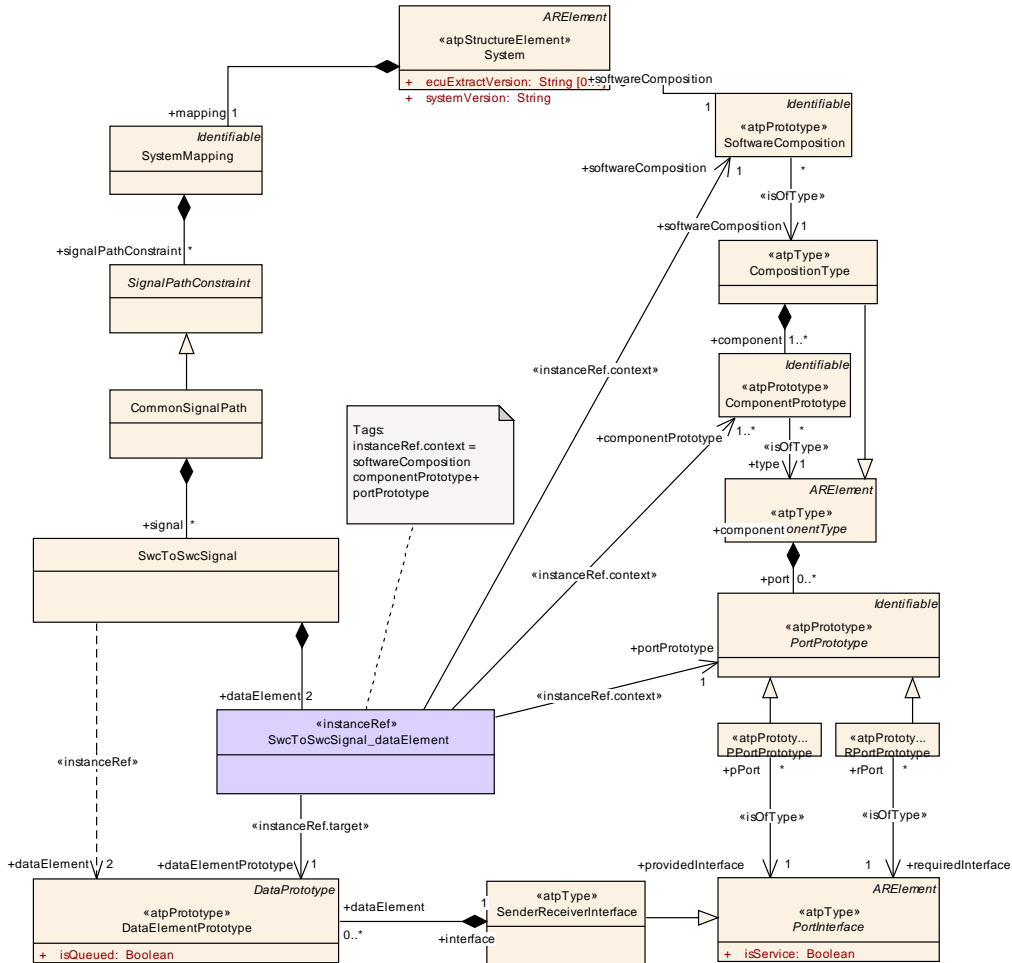 ARElement
«atpStructureElement»
System
+ ecuExtractVersion: String [0..1]
+ systemVersion: String
+softwareComposition
1
+mapping 1
Identifiable
SystemMapping
Identifiable
«atpPrototype»
SoftwareComposition
+softwareComposition
1
*
«isOfType»
+softwareComposition
1
+signalPathConstraint *
SignalPathConstraint
«atpType»
CompositionType
+component 1..*
Identifiable
«atpPrototype»
ComponentPrototype
«instanceRef.context»
CommonSignalPath
Tags:
instanceRef.context =
softwareComposition
componentPrototype+
portPrototype
+componentPrototype
1..*
*
«isOfType»
+type 1
ARElement
«atpType»
+component
onentType
+signal *
SwcToSwcSignal
«instanceRef.context»
+port 0..*
Identifiable
«atpPrototype»
PortPrototype
+portPrototype
1
+dataElement 2
«instanceRef.context»
«instanceRef»
SwcToSwcSignal_dataElement
«atpPrototy...
PPortPrototype
«atpPrototy...
RPortPrototype
+pPort *
+rPort *
«instanceRef»
«isOfType»
«isOfType»
«instanceRef.target»
+dataElement 2
+dataElementPrototype 1
+providedInterface 1
1 +requiredInterface
DataPrototype
«atpPrototype»
DataElementPrototype
+ isQueued: Boolean
+dataElement
0..*
1
+interface
«atpType»
SenderReceiverInterface
ARElement
«atpType»
PortInterface
+ isService: Boolean